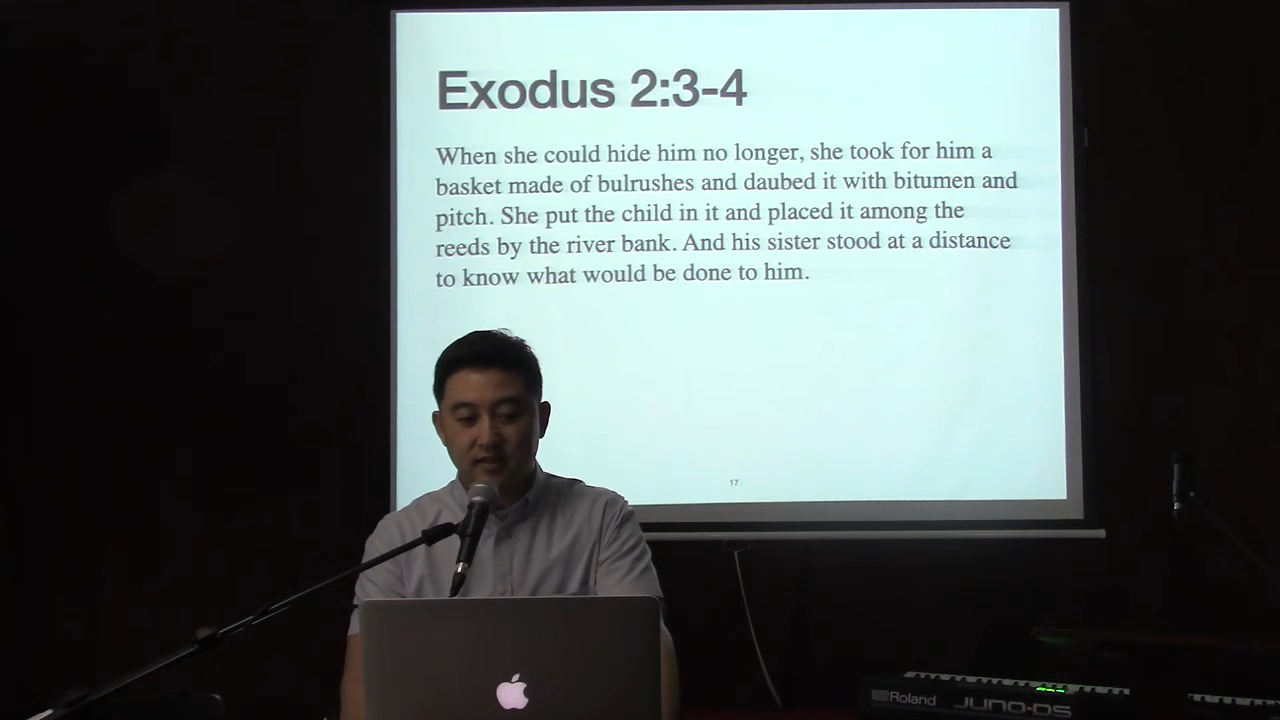 Exodus 2:3-4
When she could hide him no longer, she took for him a
basket made of bulrushes and daubed it with bitumen and
pitch. She put the child in it and placed it among the
reeds by the river bank. And his sister stood at a distance
to know what would be done to him.
17
Roland
JUNO-DS